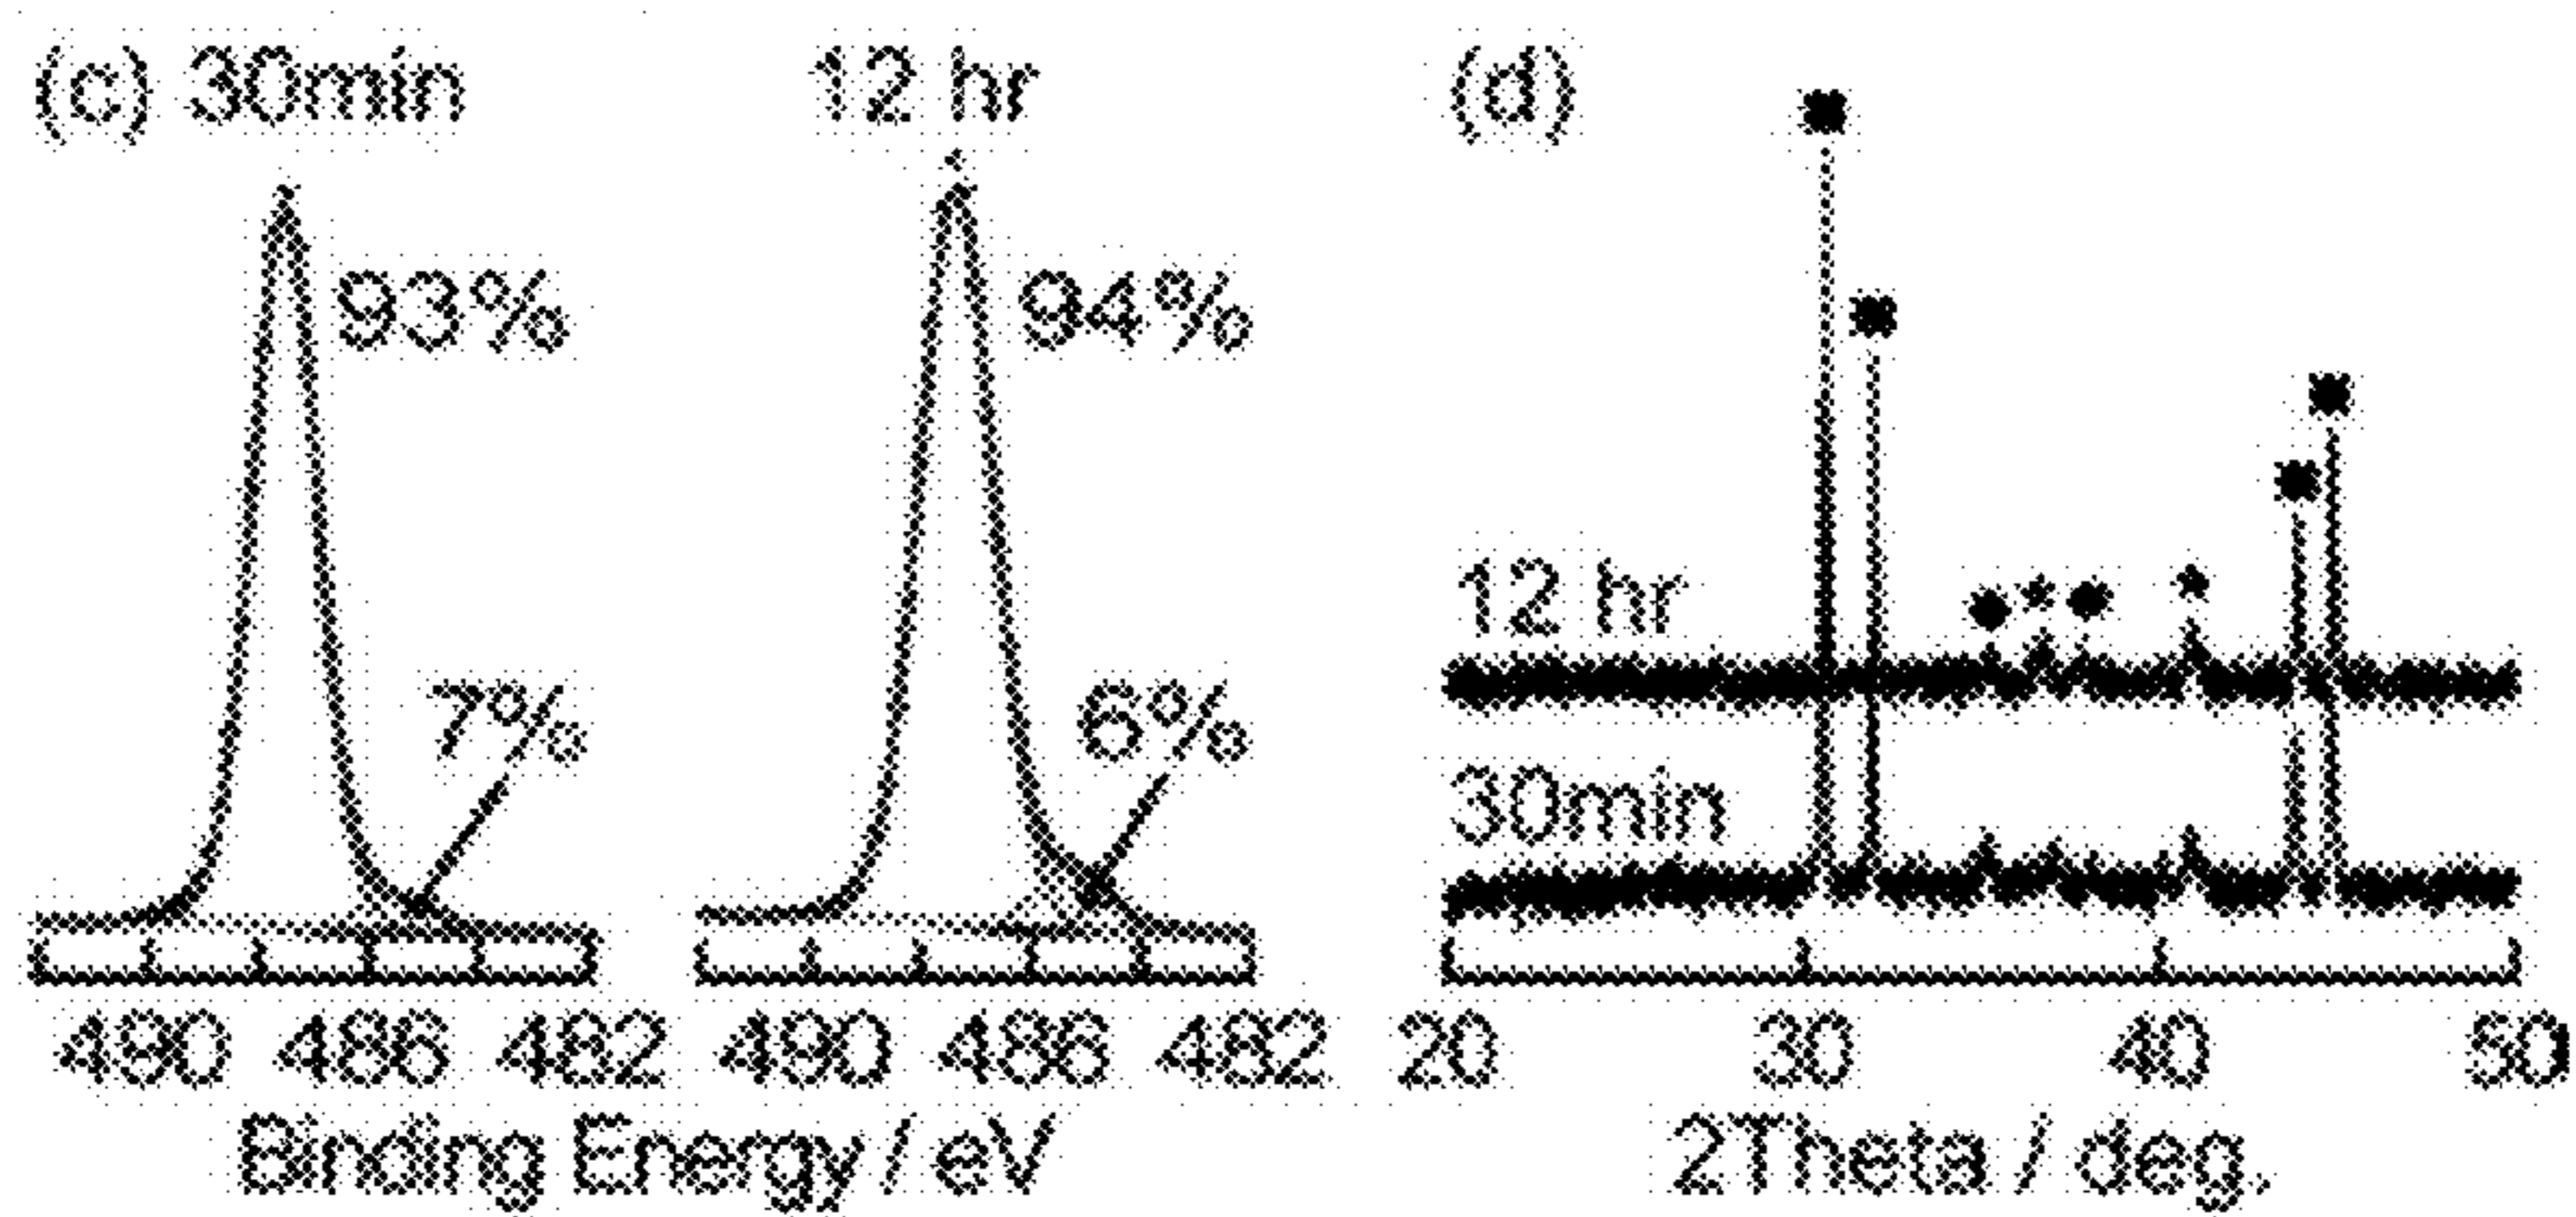 (c) 30min
12 hr
93%
94%
7%
6%
490 486 482
490 486 482
Binding Energy / eV
(d)
12 hr
30min
20 30 40 50
2Theta / deg.